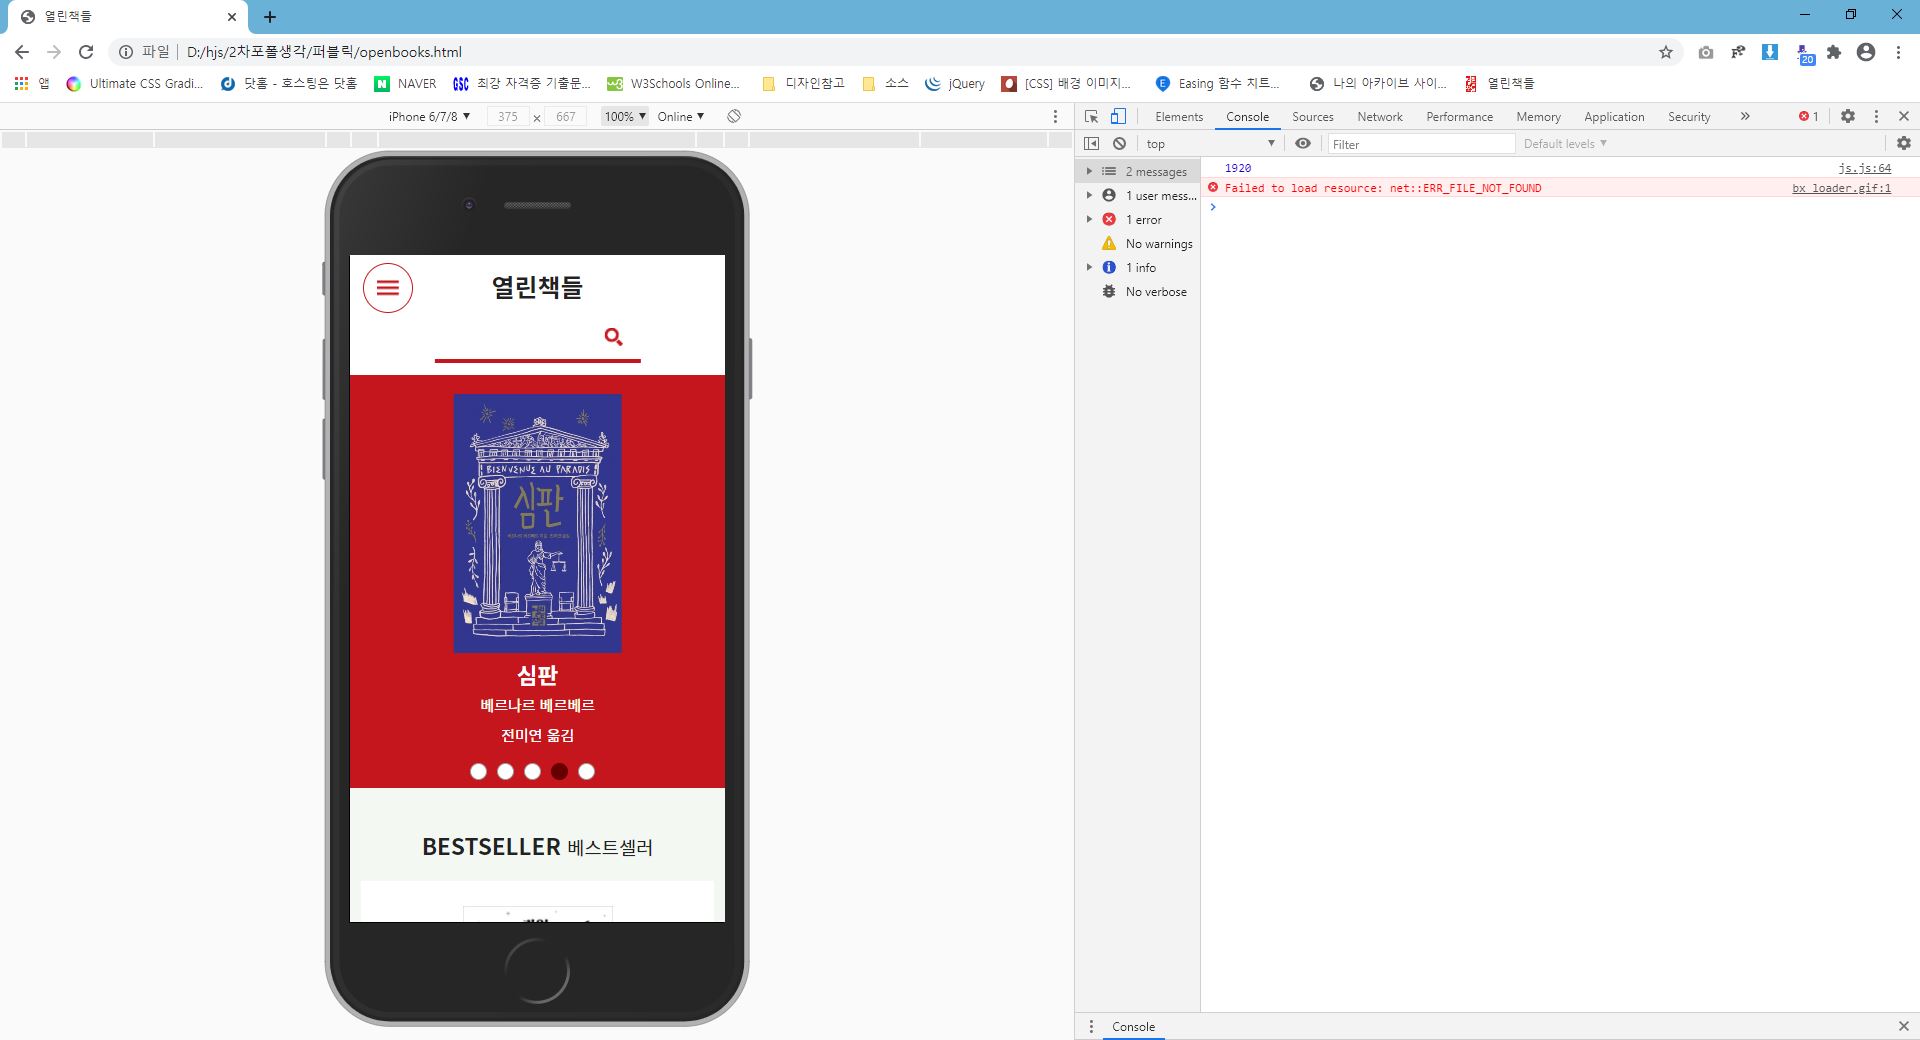 열린책들
파일 D:/hjs/2차포폴생각/퍼블릭/openbooks.html
앱 Ultimate CSS Gradi... 닷홈 - 호스팅은 닷홈 NAVER 최강 자격증 기출문... W3Schools Online... 디자인참고 소스 jQuery [CSS] 배경 이미지... Easing 함수 치트... 나의 아카이브 사이... 열린책들
20
iPhone 6/7/8 375 x 667 100% Online
Elements Console Sources Network Performance Memory Application Security 1
top Filter Default levels
2 messages
1 user mess...
1 error
No warnings
1 info
No verbose
1920 js.js:64
Failed to load resource: net::ERR_FILE_NOT_FOUND bx_loader.gif:1
열린책들
BIENVENUE AU PARADIS
심판
심판
베르나르 베르베르
전미연 옮김
BESTSELLER 베스트셀러
Console